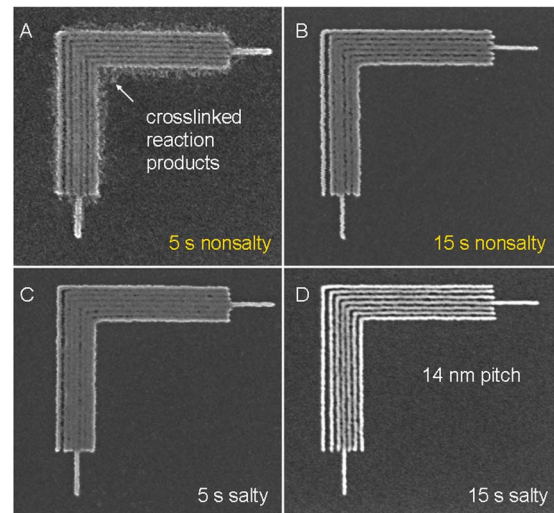 A
crosslinked
reaction
products
5 s nonsalty
B
15 s nonsalty
C
5 s salty
D
14 nm pitch
15 s salty